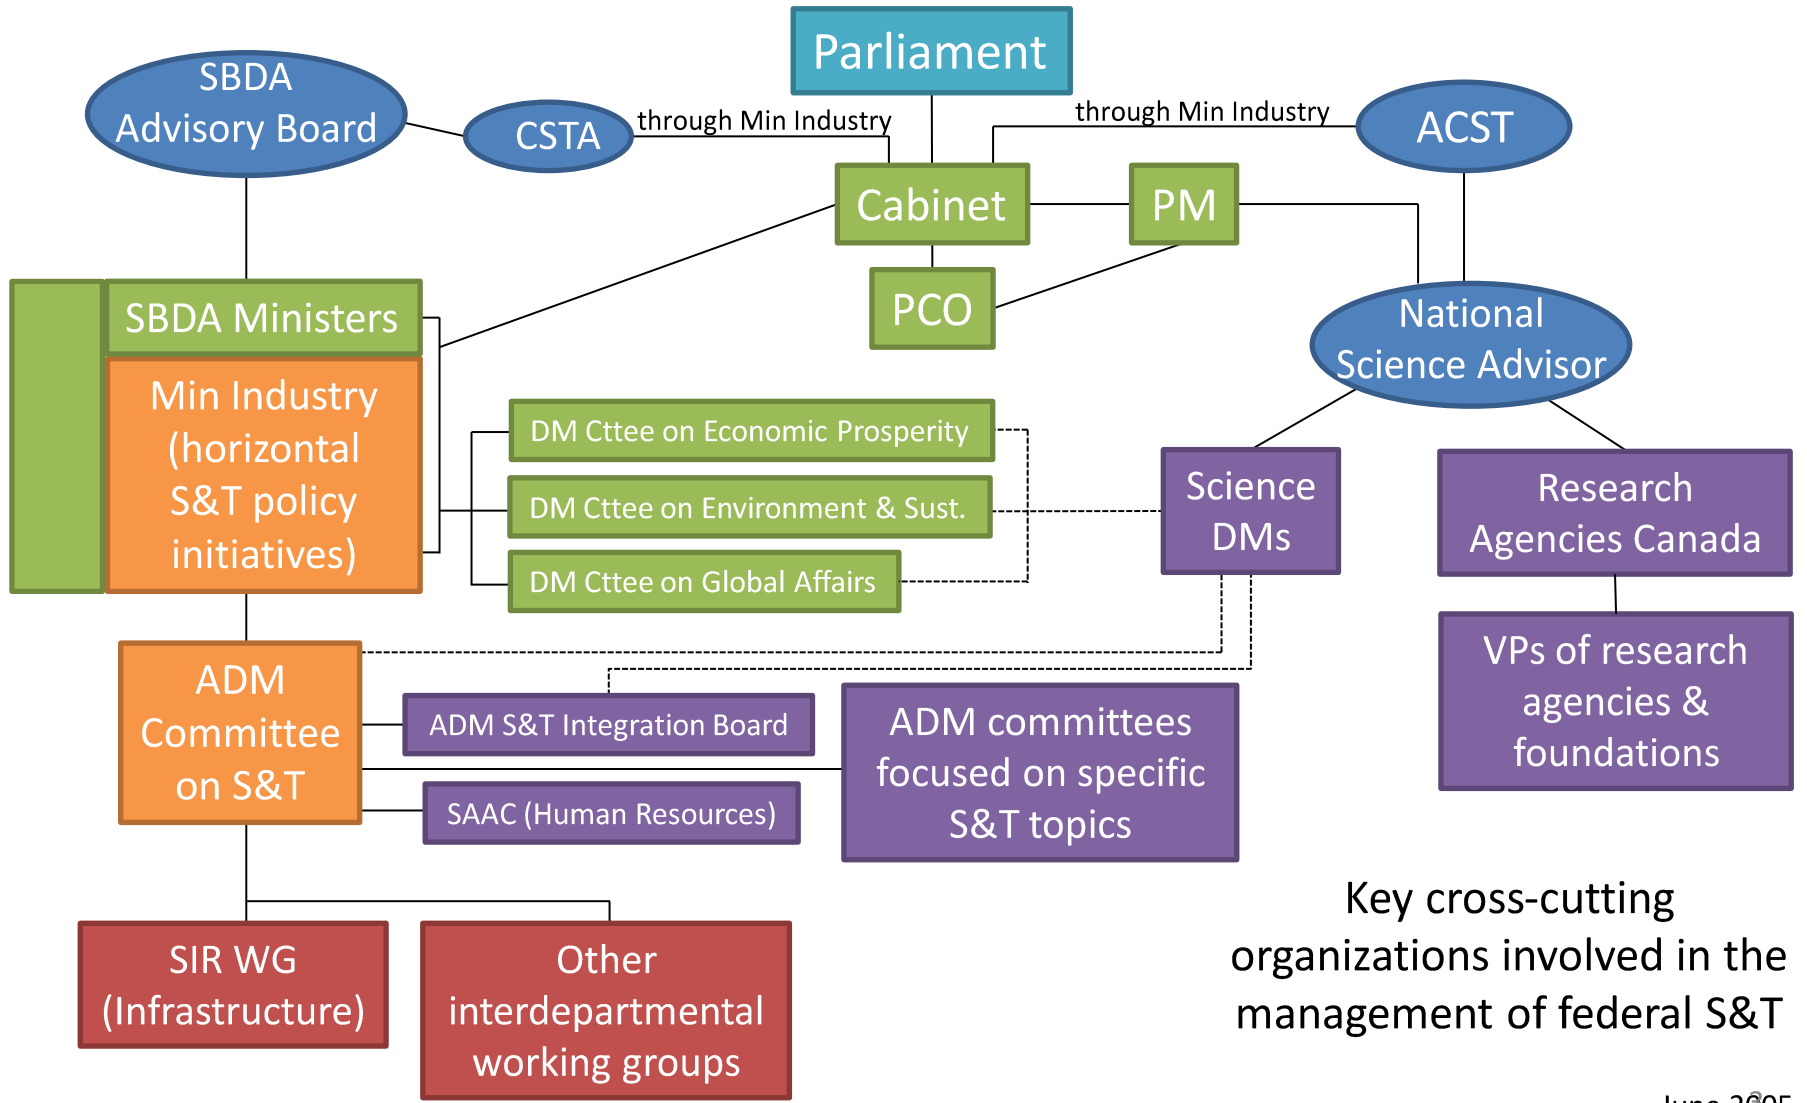 Parliament
SBDA
Advisory Board
CSTA
through Min Industry
through Min Industry
ACST
Cabinet
PM
PCO
National
Science Advisor
SBDA Ministers
Min Industry
(horizontal
S&T policy
initiatives)
DM Cttee on Economic Prosperity
DM Cttee on Environment & Sust.
DM Cttee on Global Affairs
Science
DMs
Research
Agencies Canada
VPs of research
agencies &
foundations
ADM
Committee
on S&T
ADM S&T Integration Board
SAAC (Human Resources)
ADM committees
focused on specific
S&T topics
SIR WG
(Infrastructure)
Other
interdepartmental
working groups
Key cross-cutting
organizations involved in the
management of federal S&T
June